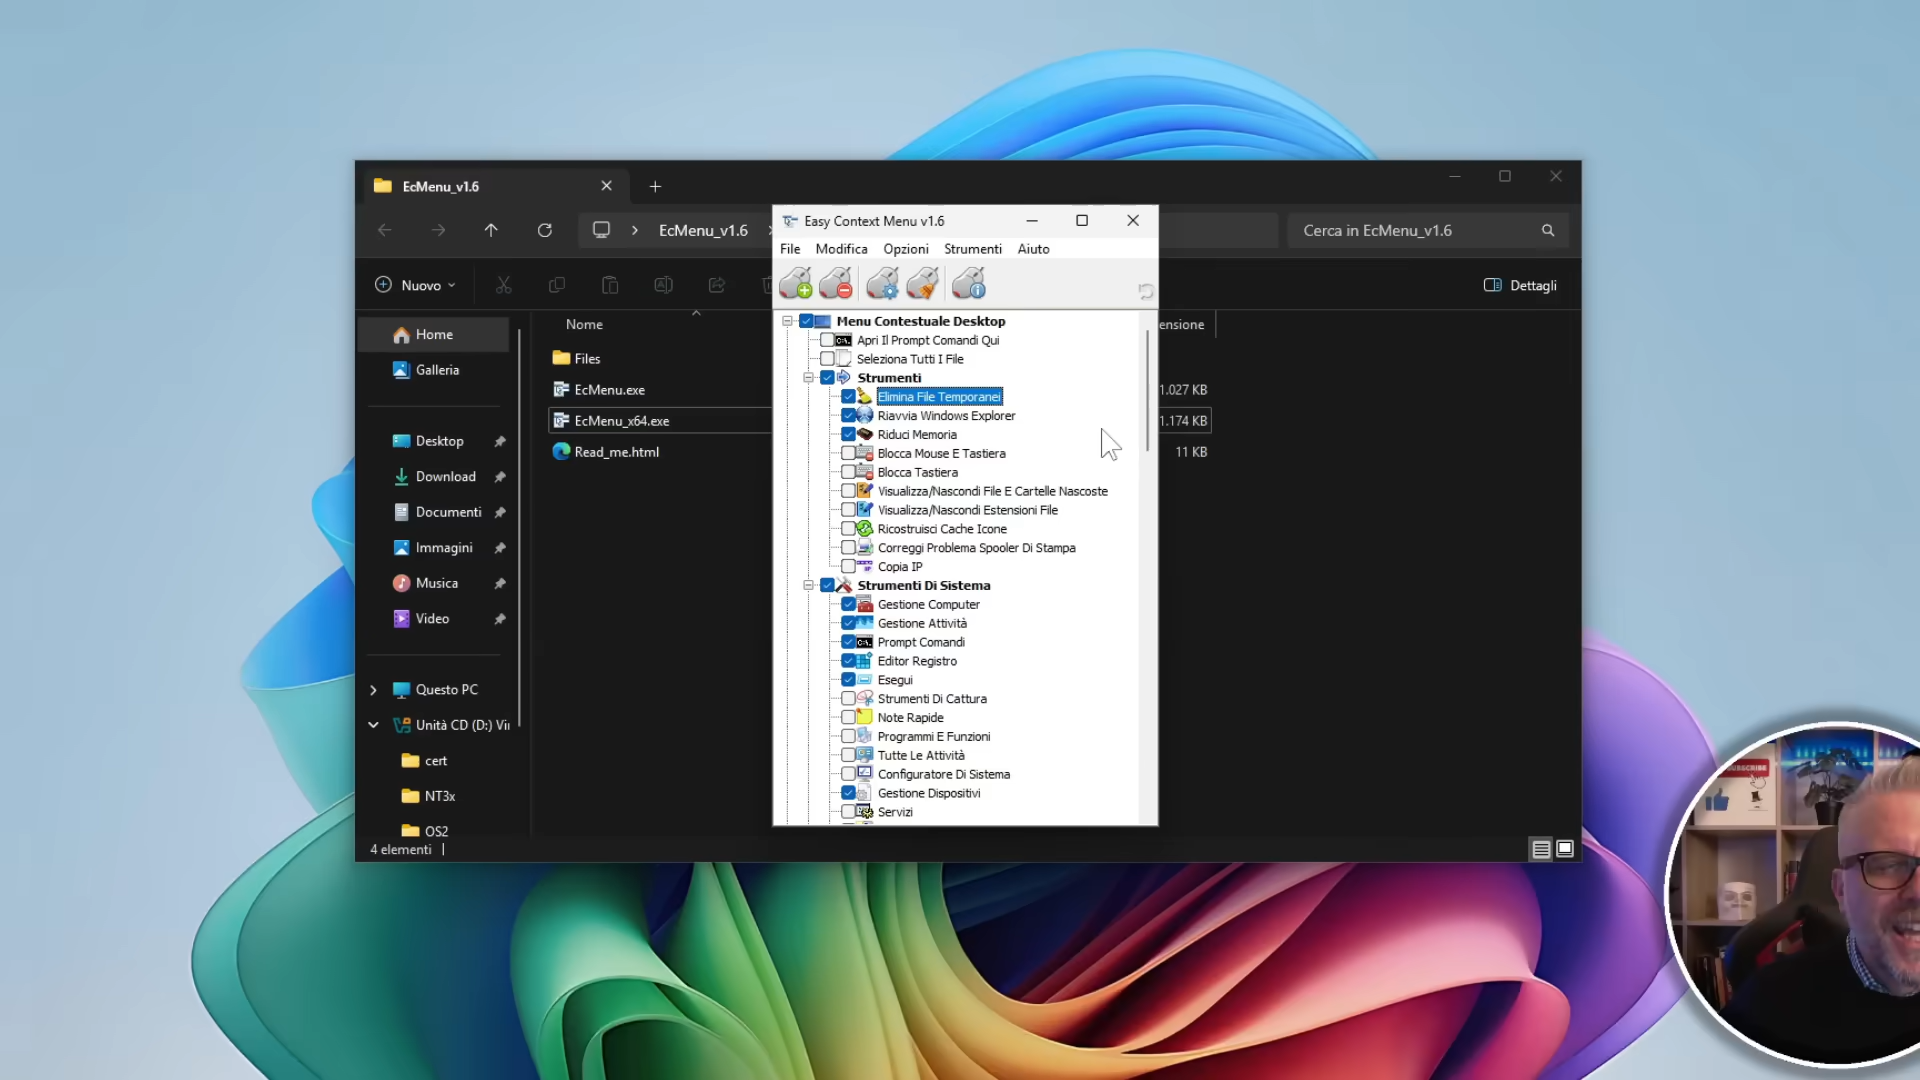 EcMenu_v1.6
EcMenu_v1.6
Cerca in EcMenu_v1.6
Nuovo
Dettagli
Home
Galleria
Desktop
Download
Documenti
Immagini
Musica
Video
Questo PC
Unità CD (D:) Vir
cert
NT3x
OS2
4 elementi
Nome
ensione
Files
EcMenu.exe
1.027 KB
EcMenu_x64.exe
1.174 KB
Read_me.html
11 KB
Easy Context Menu v1.6
File Modifica Opzioni Strumenti Aiuto
Menu Contestuale Desktop
Apri Il Prompt Comandi Qui
Seleziona Tutti I File
Strumenti
Elimina File Temporanei
Riavvia Windows Explorer
Riduci Memoria
Blocca Mouse E Tastiera
Blocca Tastiera
Visualizza/Nascondi File E Cartelle Nascoste
Visualizza/Nascondi Estensioni File
Ricostruisci Cache Icone
Correggi Problema Spooler Di Stampa
Copia IP
Strumenti Di Sistema
Gestione Computer
Gestione Attività
Prompt Comandi
Editor Registro
Esegui
Strumenti Di Cattura
Note Rapide
Programmi E Funzioni
Tutte Le Attività
Configuratore Di Sistema
Gestione Dispositivi
Servizi
SUBSCRIBE